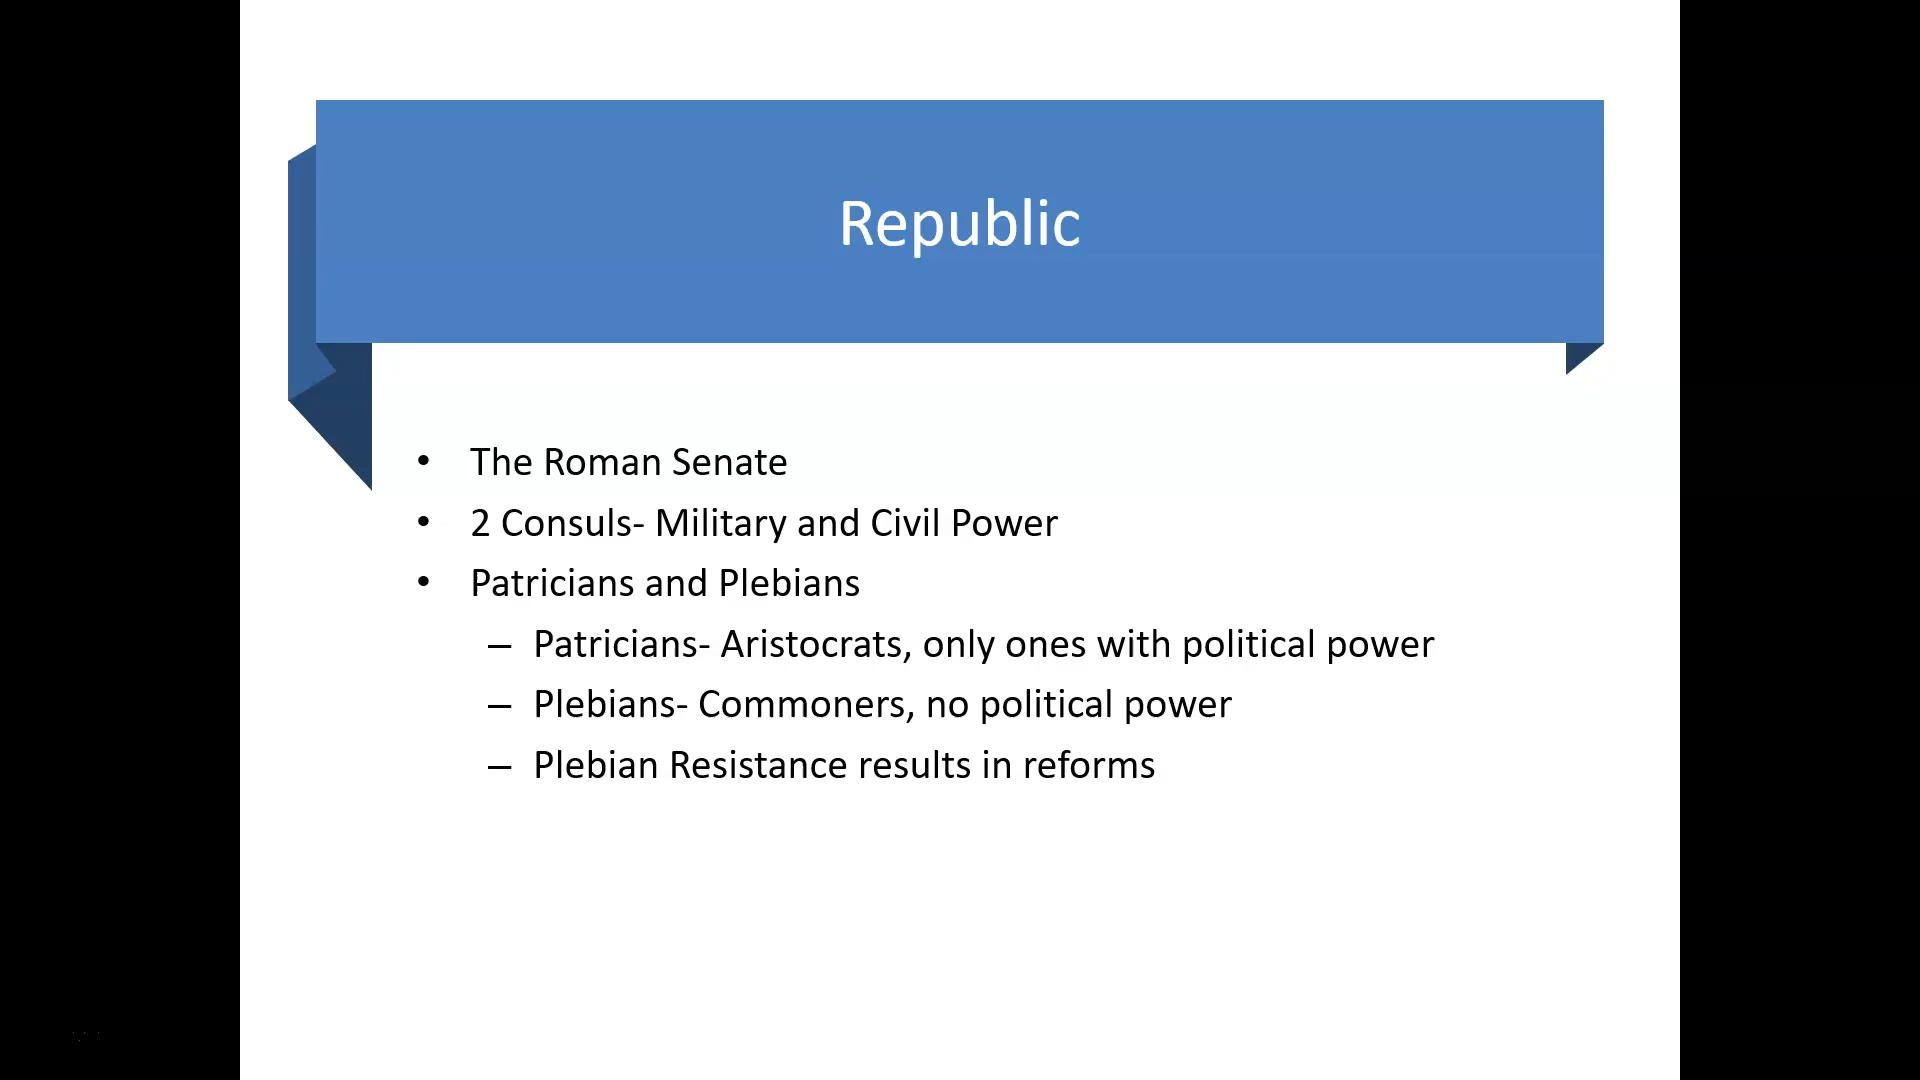 Republic
• The Roman Senate
• 2 Consuls- Military and Civil Power
• Patricians and Plebians
– Patricians- Aristocrats, only ones with political power
– Plebians- Commoners, no political power
– Plebian Resistance results in reforms